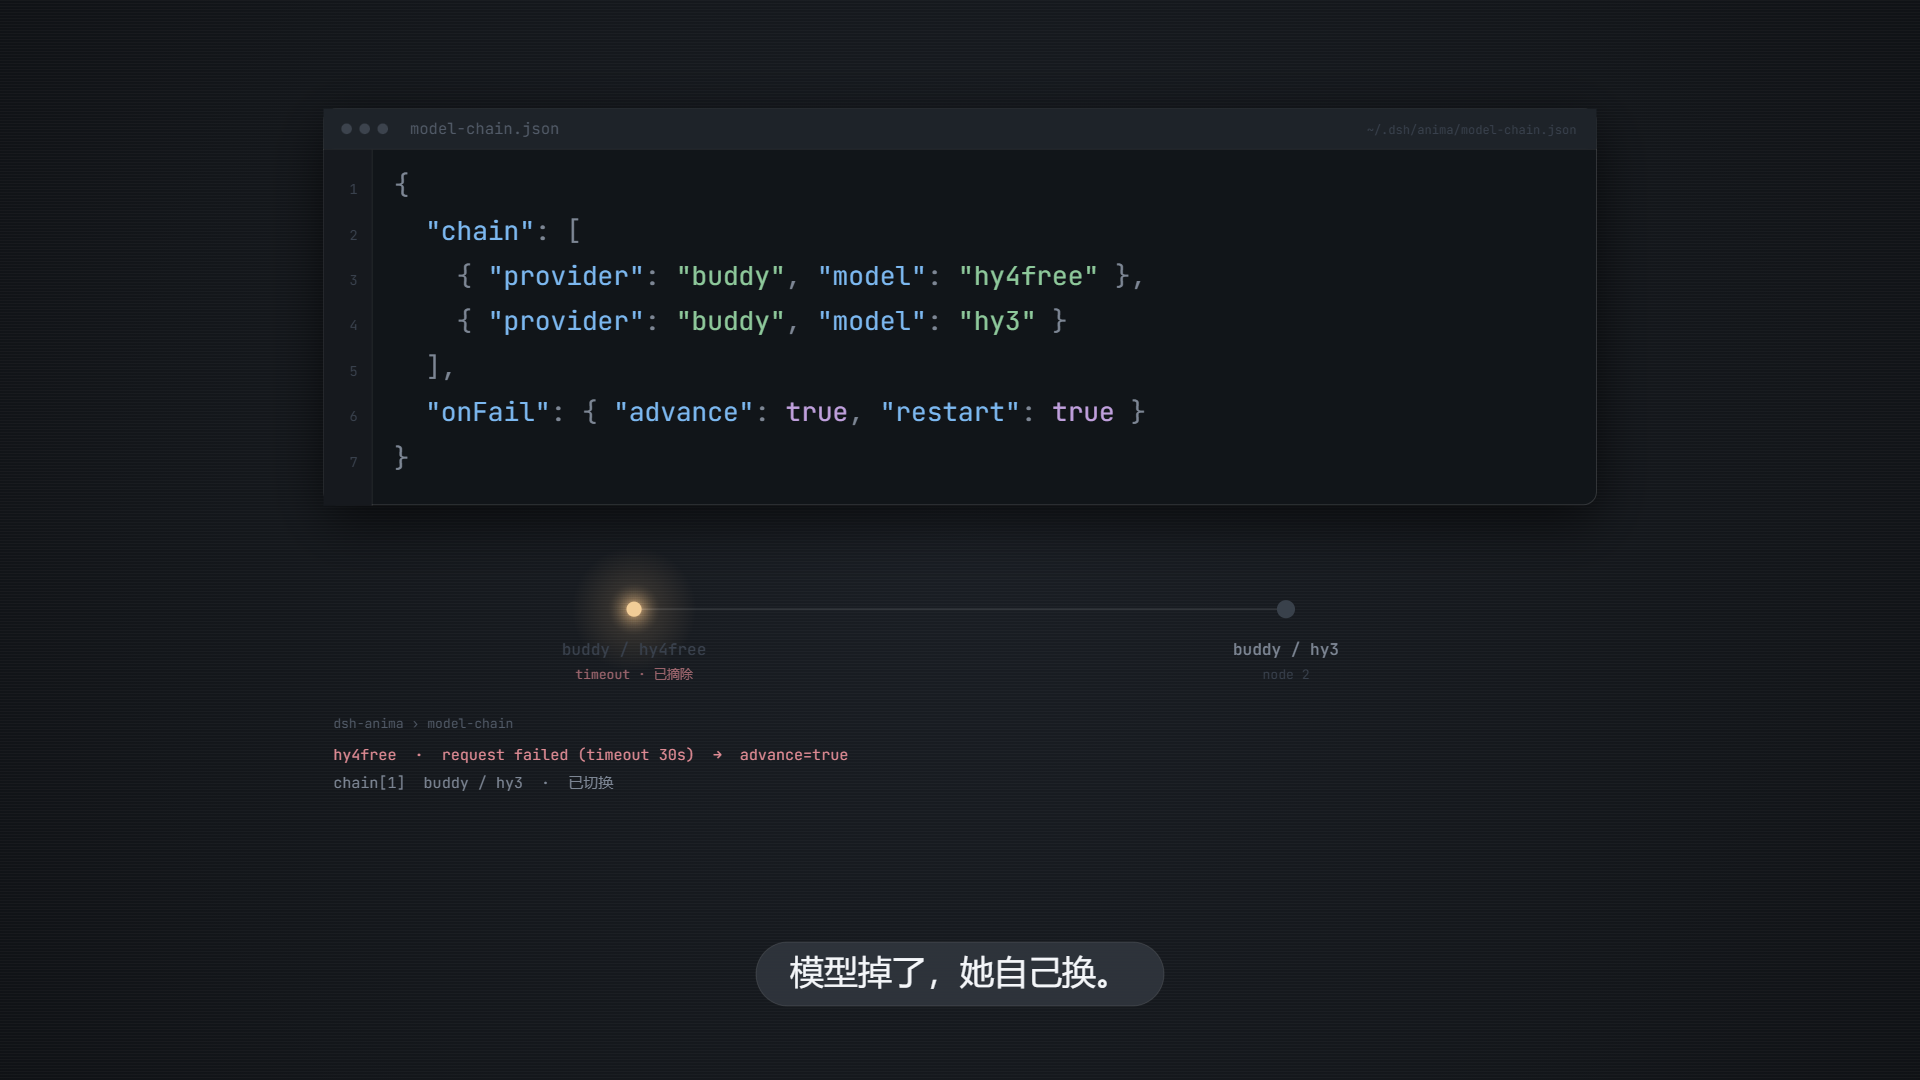 model-chain.json
~/.dsh/anima/model-chain.json
1 {
2 "chain": [
3 { "provider": "buddy", "model": "hy4free" },
4 { "provider": "buddy", "model": "hy3" }
5 ],
6 "onFail": { "advance": true, "restart": true }
7 }
buddy / hy4free
timeout · 已摘除
buddy / hy3
node 2
dsh-anima › model-chain
hy4free · request failed (timeout 30s) → advance=true
chain[1] buddy / hy3 · 已切换
模型掉了，她自己换。